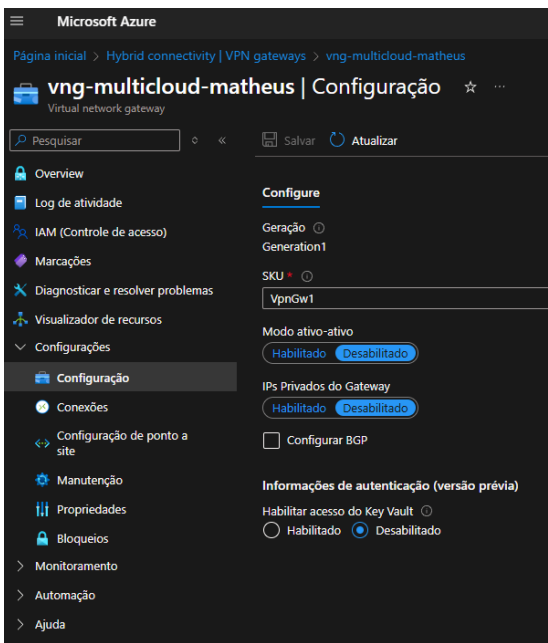 Microsoft Azure
Página inicial > Hybrid connectivity | VPN gateways > vng-multicloud-matheus
vng-multicloud-matheus | Configuração
Virtual network gateway
Pesquisar
Salvar
Atualizar
Overview
Log de atividade
IAM (Controle de acesso)
Marcações
Diagnosticar e resolver problemas
Visualizador de recursos
Configurações
Configuração
Conexões
Configuração de ponto a
site
Manutenção
Propriedades
Bloqueios
Monitoramento
Automação
Ajuda
Configure
Geração
Generation1
SKU *
VpnGw1
Modo ativo-ativo
Habilitado Desabilitado
IPs Privados do Gateway
Habilitado Desabilitado
Configurar BGP
Informações de autenticação (versão prévia)
Habilitar acesso do Key Vault
Habilitado Desabilitado